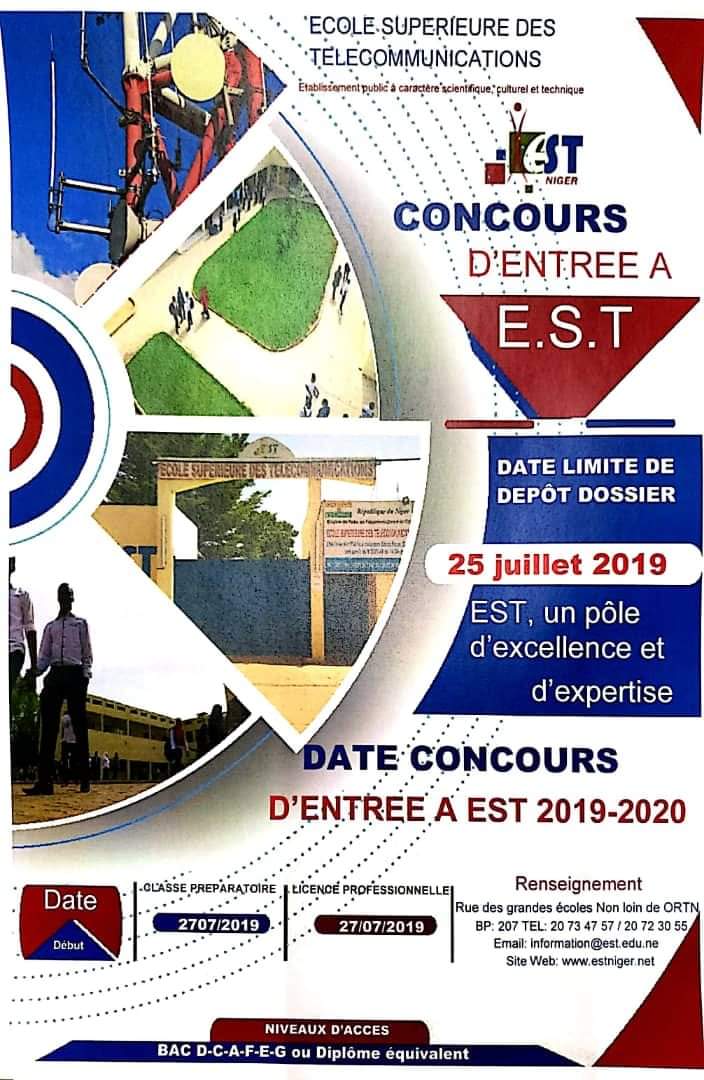 ECOLE SUPERIEURE DES
TELECOMMUNICATIONS
Etablissement public à caractère scientifique, culturel et technique
EST
NIGER
CONCOURS
D'ENTREE A
E.S.T
ECOLE SUPERIEURE DES TELECOMMUNICATIONS
République du Niger
DATE LIMITE DE
DEPÔT DOSSIER
25 juillet 2019
EST, un pôle
d'excellence et
d'expertise
DATE CONCOURS
D'ENTREE A EST 2019-2020
Date
Début
CLASSE PREPARATOIRE
2707/2019
LICENCE PROFESSIONNELLE
27/07/2019
Renseignement
Rue des grandes écoles Non loin de ORTN
BP: 207 TEL: 20 73 47 57 / 20 72 30 55
Email: information@est.edu.ne
Site Web: www.estniger.net
NIVEAUX D'ACCES
BAC D-C-A-F-E-G ou Diplôme équivalent